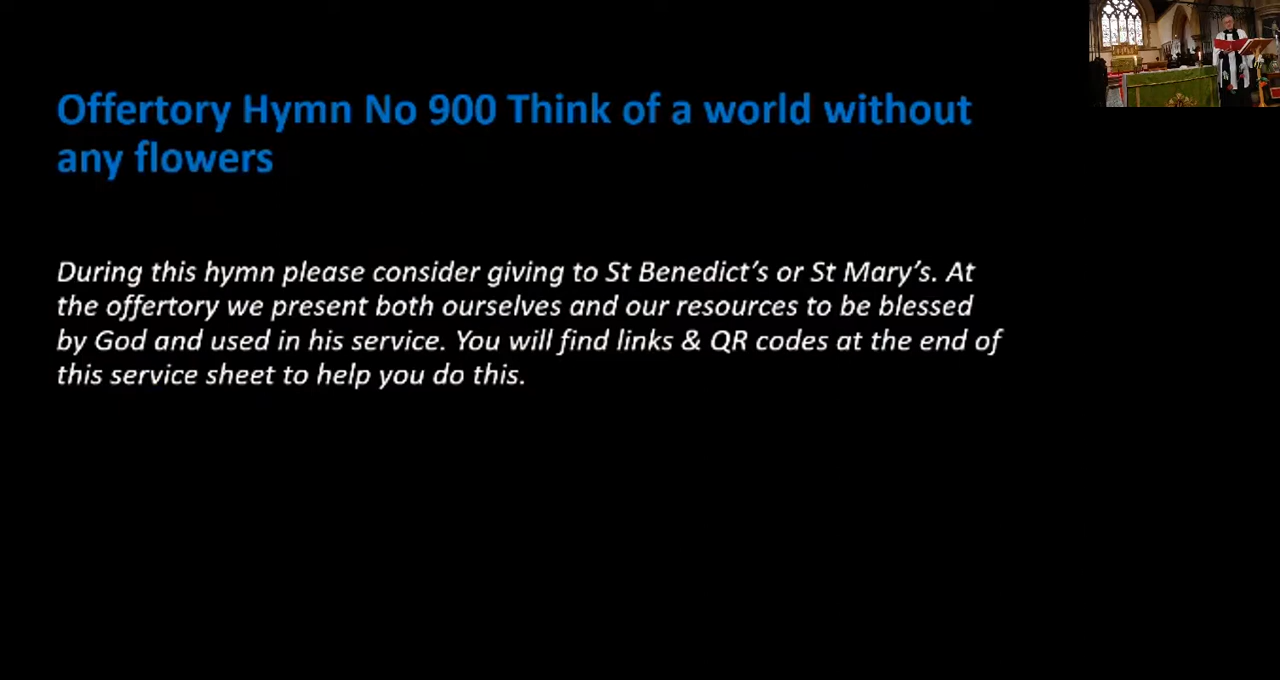 Offertory Hymn No 900 Think of a world without
any flowers
During this hymn please consider giving to St Benedict’s or St Mary’s. At
the offertory we present both ourselves and our resources to be blessed
by God and used in his service. You will find links & QR codes at the end of
this service sheet to help you do this.